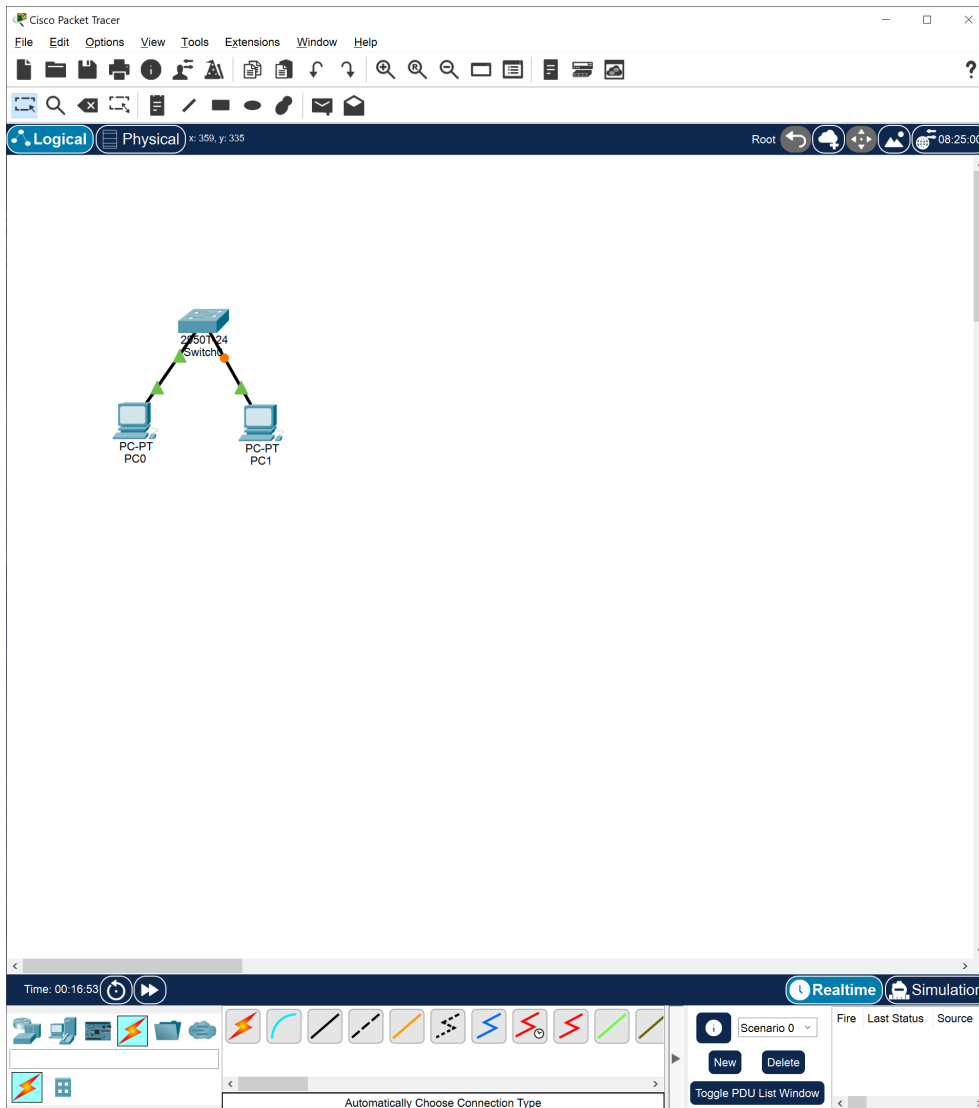 Cisco Packet Tracer
File Edit Options View Tools Extensions Window Help
?
Logical Physical x: 359, y: 335 Root 08:25:00
2950T-24
Switch0
PC-PT
PC0
PC-PT
PC1
Time: 00:16:53 Realtime Simulation
Scenario 0
Fire Last Status Source
New Delete
Toggle PDU List Window
Automatically Choose Connection Type